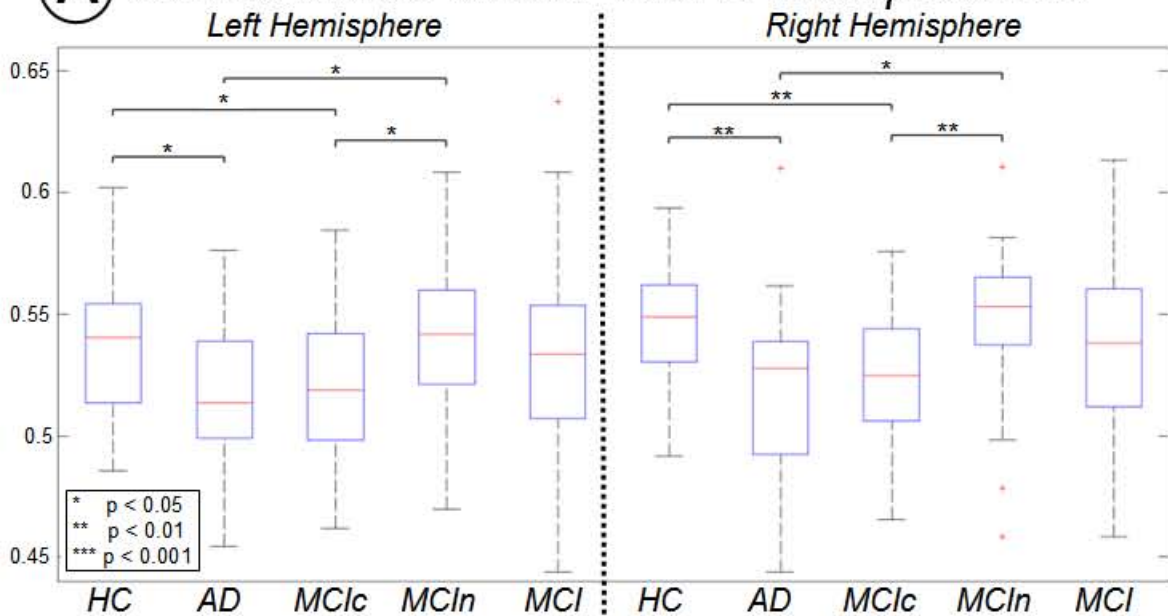 Left Hemisphere
Right Hemisphere
0.65
0.6
0.55
0.5
0.45
*
*
*
*
*
**
**
**
* p < 0.05
** p < 0.01
*** p < 0.001
HC AD MCIc MCIn MCI HC AD MCIc MCIn MCI